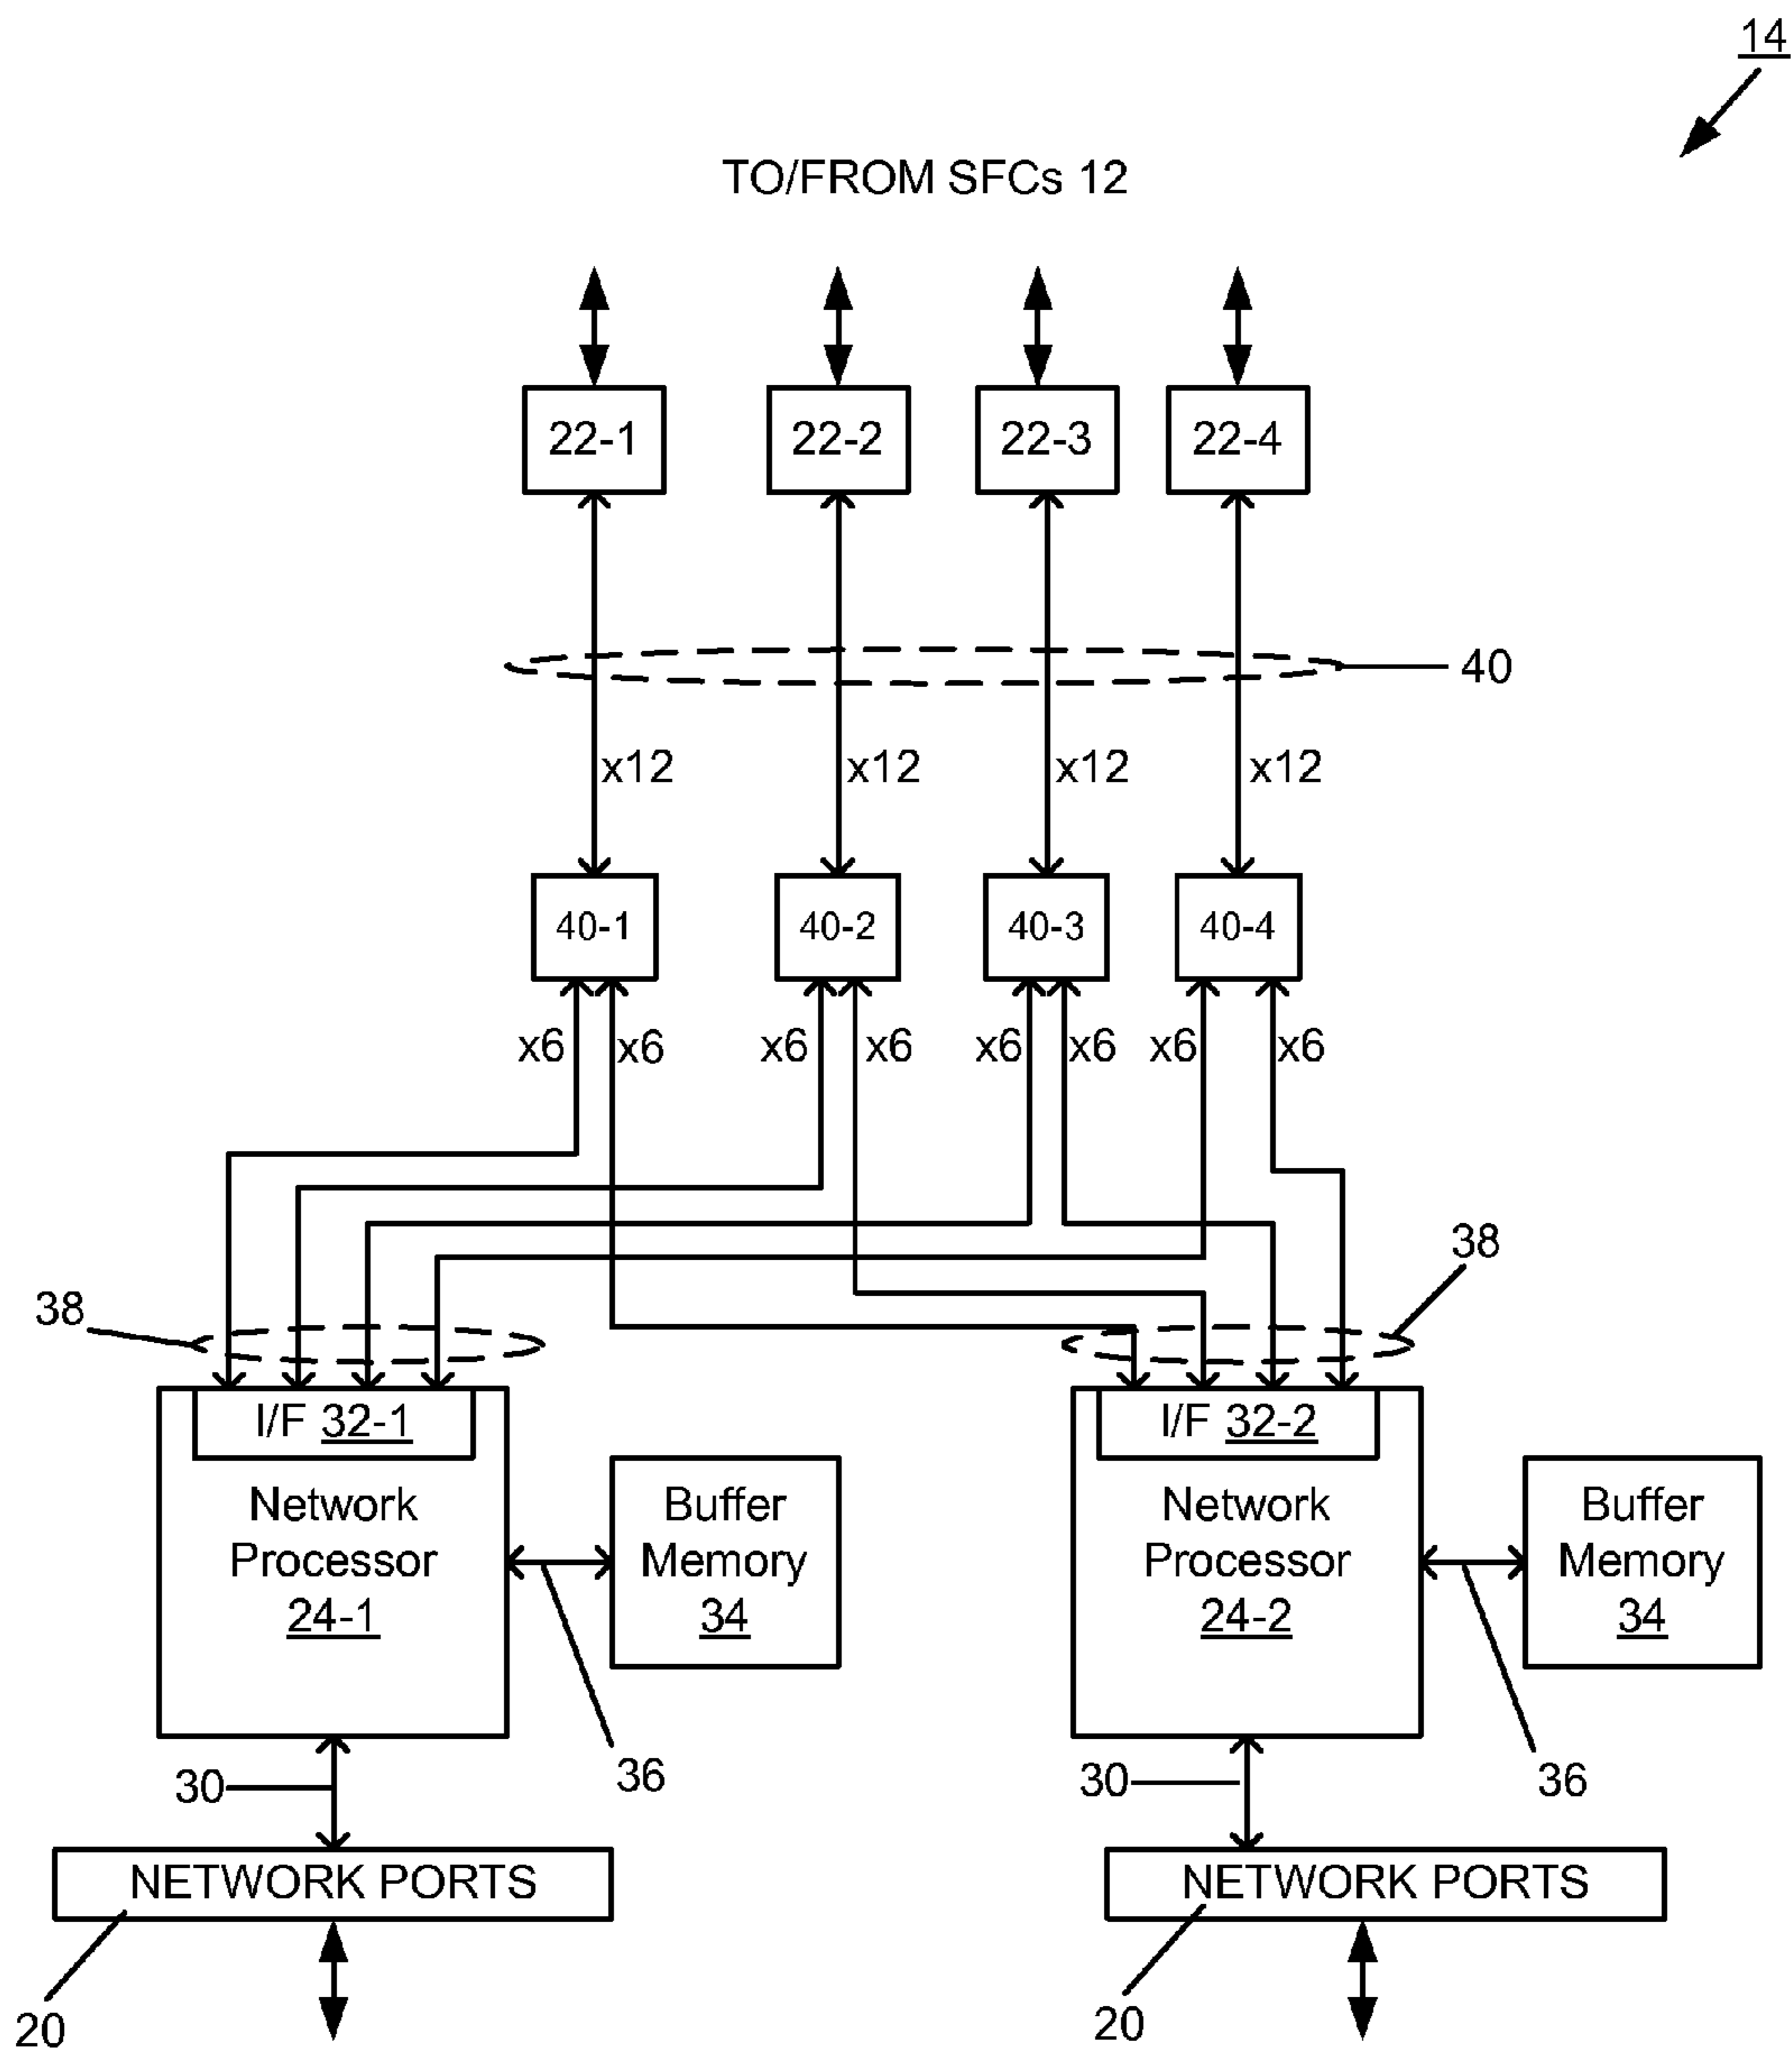 14
TO/FROM SFCs 12
22-1
22-2
22-3
22-4
40
x12
x12
x12
x12
40-1
40-2
40-3
40-4
x6
x6
x6
x6
x6
x6
x6
x6
38
38
I/F 32-1
Network
Processor
24-1
Buffer
Memory
34
I/F 32-2
Network
Processor
24-2
Buffer
Memory
34
30
36
30
36
NETWORK PORTS
NETWORK PORTS
20
20